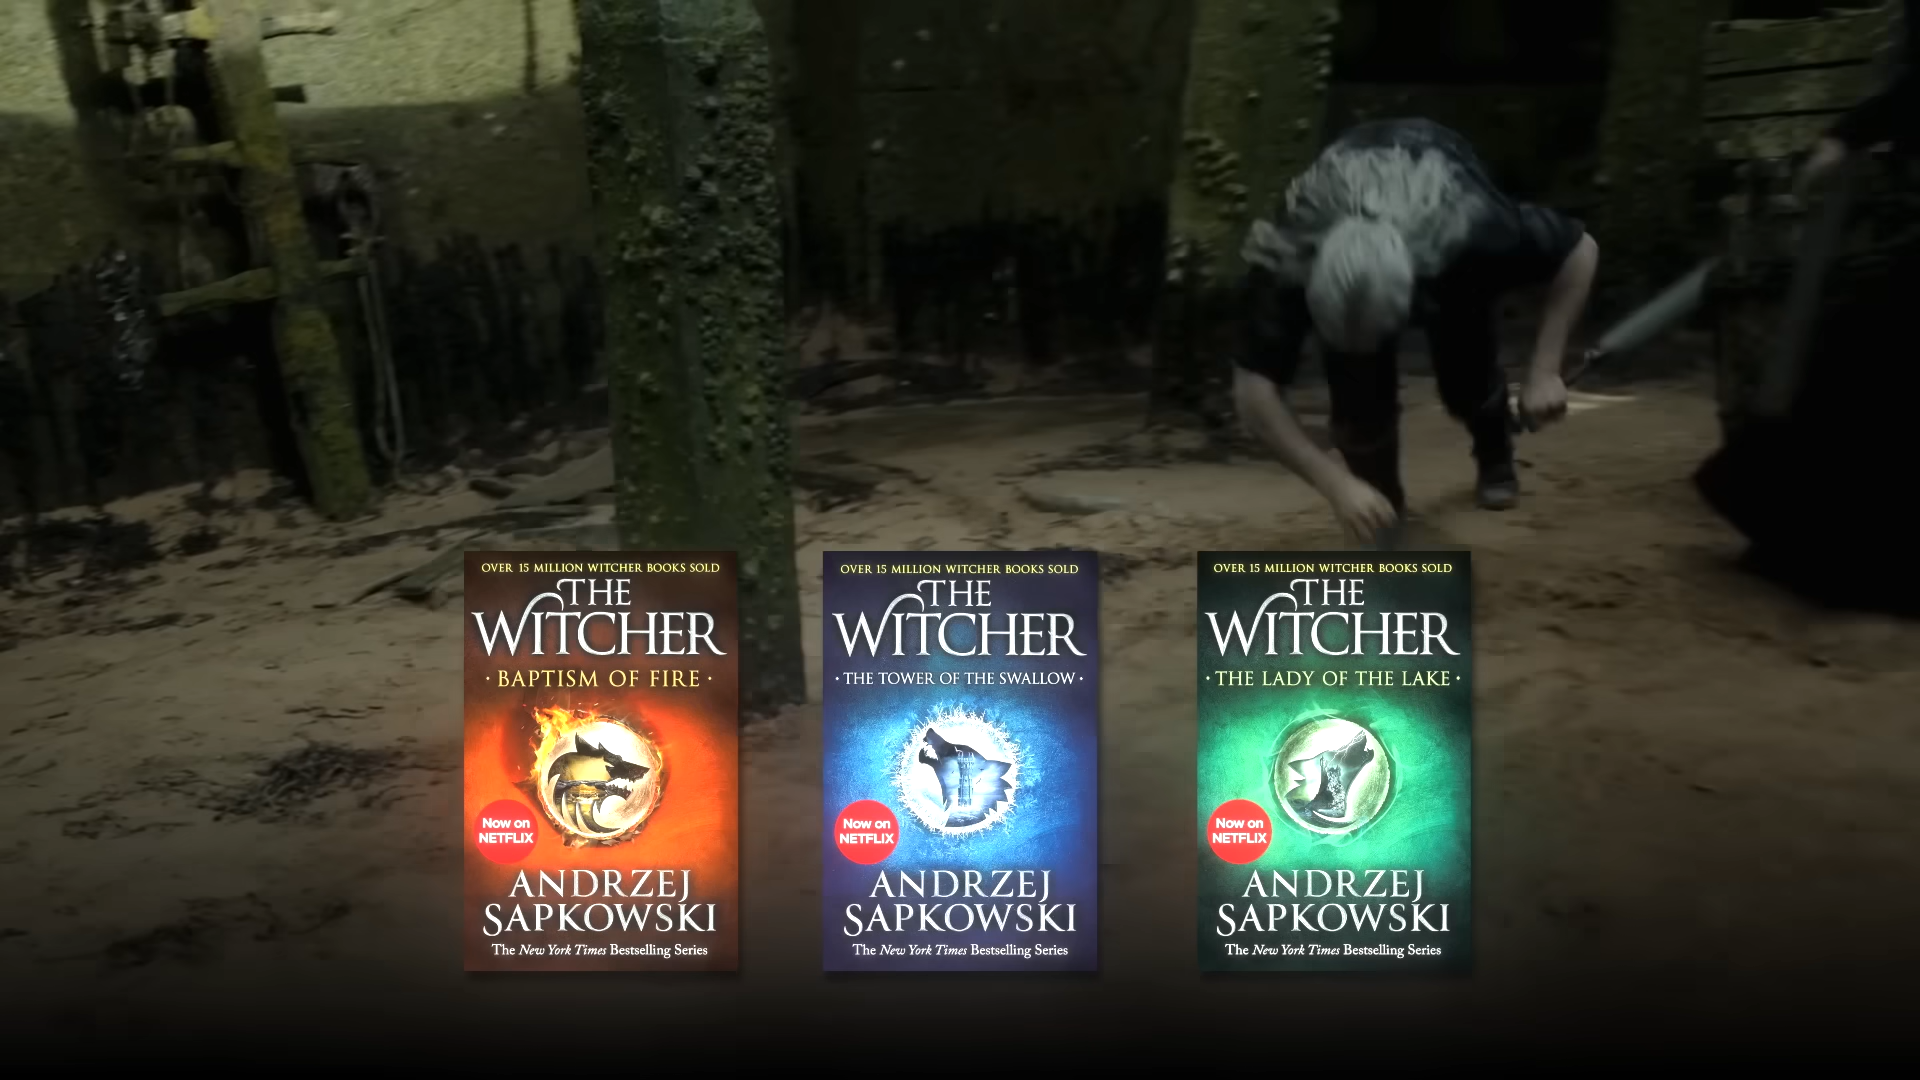 OVER 15 MILLION WITCHER BOOKS SOLD
THE
WITCHER
· BAPTISM OF FIRE ·
Now on
NETFLIX
ANDRZEJ
SAPKOWSKI
The New York Times Bestselling Series
OVER 15 MILLION WITCHER BOOKS SOLD
THE
WITCHER
· THE TOWER OF THE SWALLOW ·
Now on
NETFLIX
ANDRZEJ
SAPKOWSKI
The New York Times Bestselling Series
OVER 15 MILLION WITCHER BOOKS SOLD
THE
WITCHER
· THE LADY OF THE LAKE ·
Now on
NETFLIX
ANDRZEJ
SAPKOWSKI
The New York Times Bestselling Series